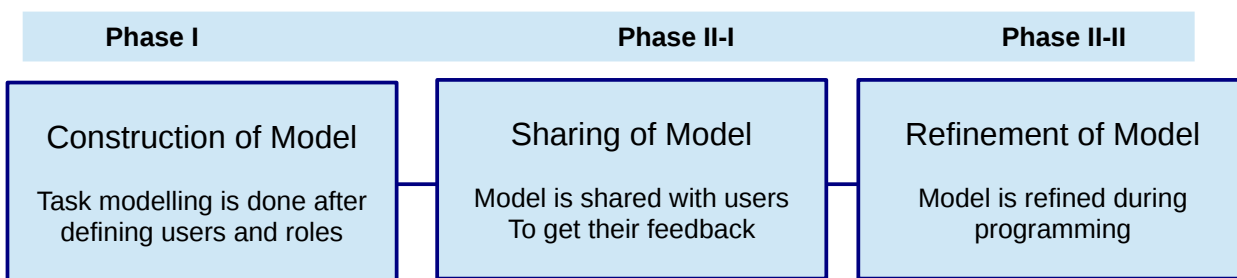 Phase I
Phase II-I
Phase II-II
Construction of Model
Task modelling is done after
defining users and roles
Sharing of Model
Model is shared with users
To get their feedback
Refinement of Model
Model is refined during
programming